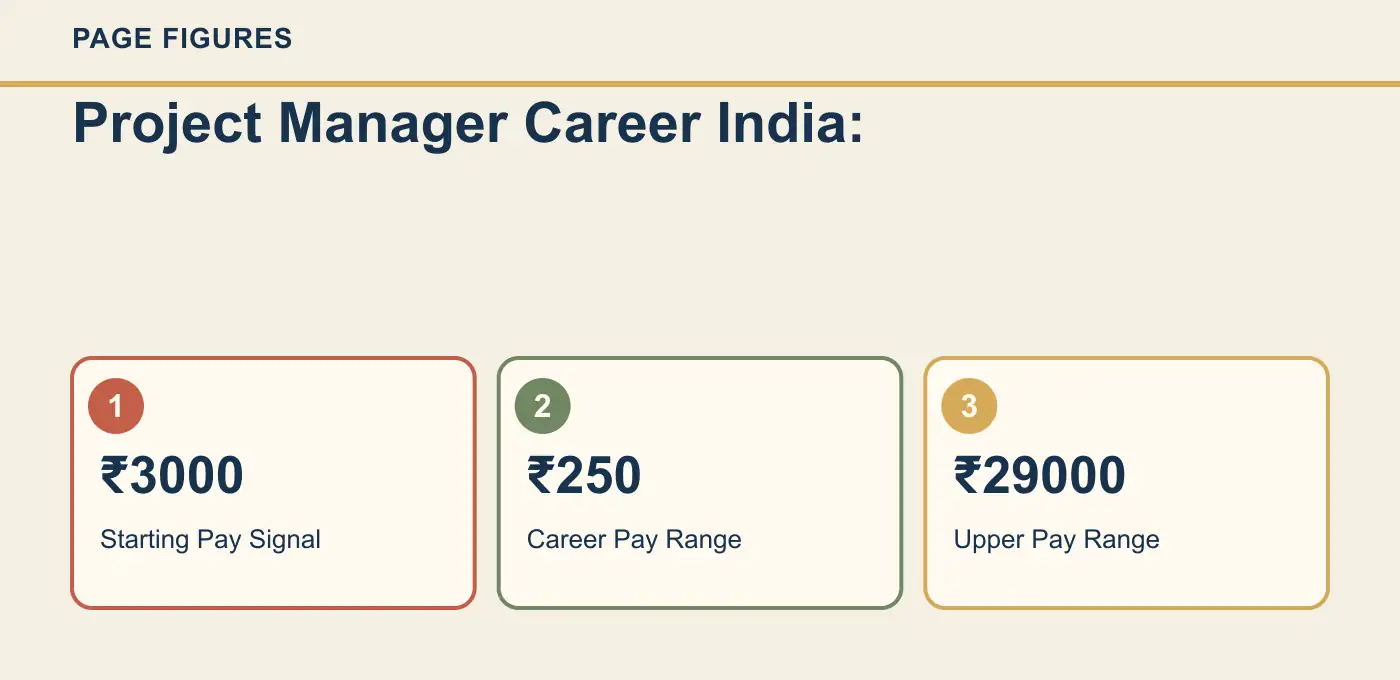 PAGE FIGURES
Project Manager Career India:
1
₹3000
Starting Pay Signal
2
₹250
Career Pay Range
3
₹29000
Upper Pay Range